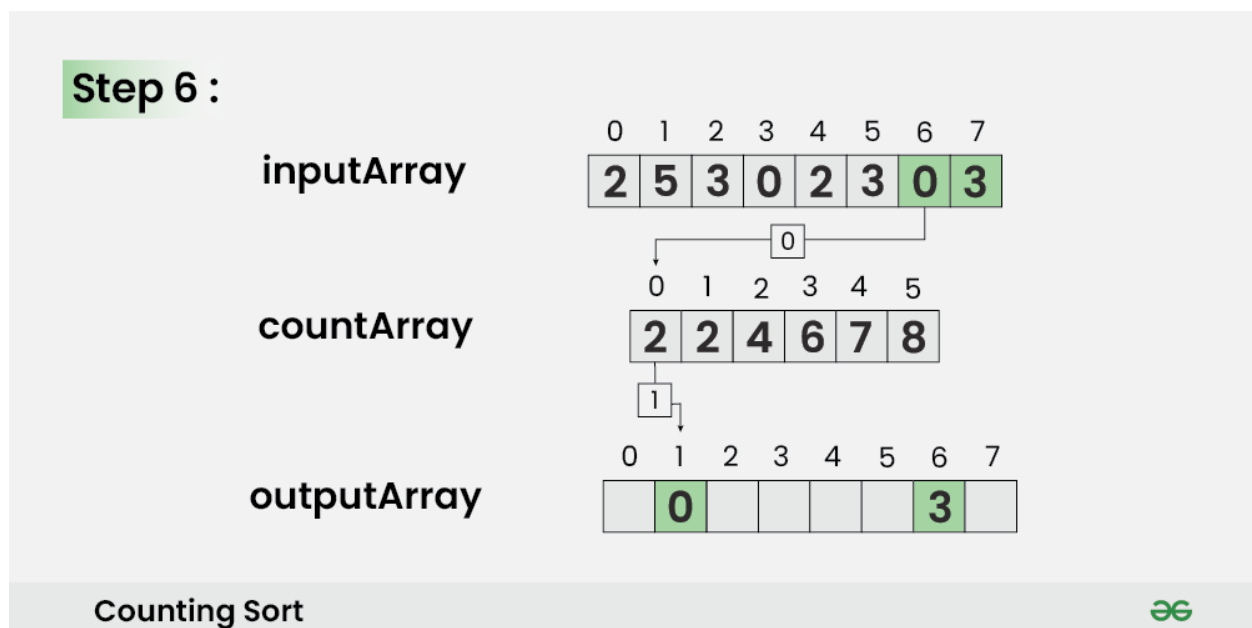 Step 6 :
0 1 2 3 4 5 6 7
inputArray 2 5 3 0 2 3 0 3
0
0 1 2 3 4 5
countArray 2 2 4 6 7 8
1
0 1 2 3 4 5 6 7
outputArray 0 3
Counting Sort